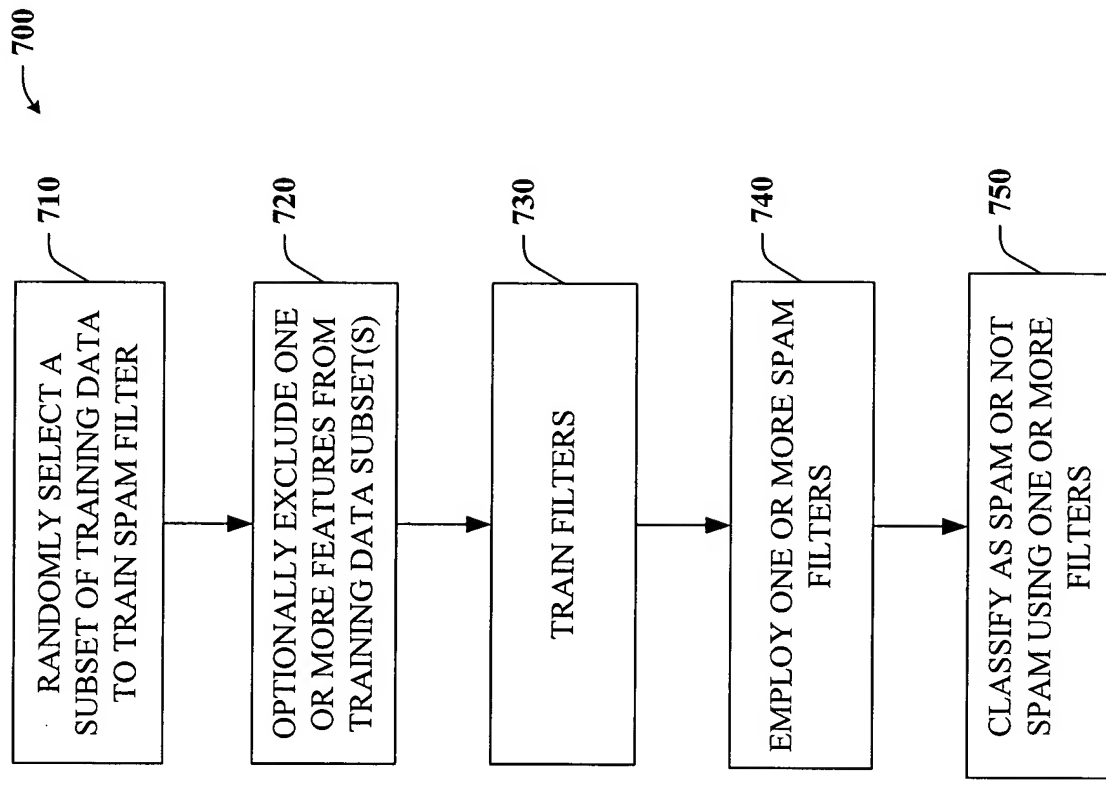 700
710
RANDOMLY SELECT A
SUBSET OF TRAINING DATA
TO TRAIN SPAM FILTER
720
OPTIONALLY EXCLUDE ONE
OR MORE FEATURES FROM
TRAINING DATA SUBSET(S)
730
TRAIN FILTERS
740
EMPLOY ONE OR MORE SPAM
FILTERS
750
CLASSIFY AS SPAM OR NOT
SPAM USING ONE OR MORE
FILTERS